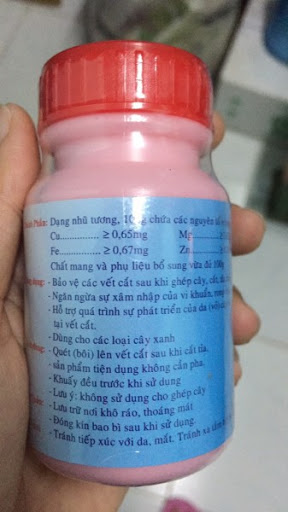 Phần: Dạng nhũ tương, 100g chứa các nguyên tố
Cu................ ≥ 0,65mg Mg
Fe................ ≥ 0,67mg Zn
Chất mang và phụ liệu bổ sung vừa đủ 100g
dụng: - Bảo vệ các vết cắt sau khi ghép cây, cắt,
- Ngăn ngừa sự xâm nhập của vi khuẩn,
- Hỗ trợ quá trình sự phát triển của da
tại vết cắt.
- Dùng cho các loại cây xanh
- Quét (bôi) lên vết cắt sau khi cắt tỉa.
- sản phẩm tiện dụng không cần pha.
- Khuấy đều trước khi sử dụng
- Lưu ý: không sử dụng cho ghép cây
- Lưu trữ nơi khô ráo, thoáng mát
- Đóng kín bao bì sau khi sử dụng
- Tránh tiếp xúc với da, mắt. Tránh xa